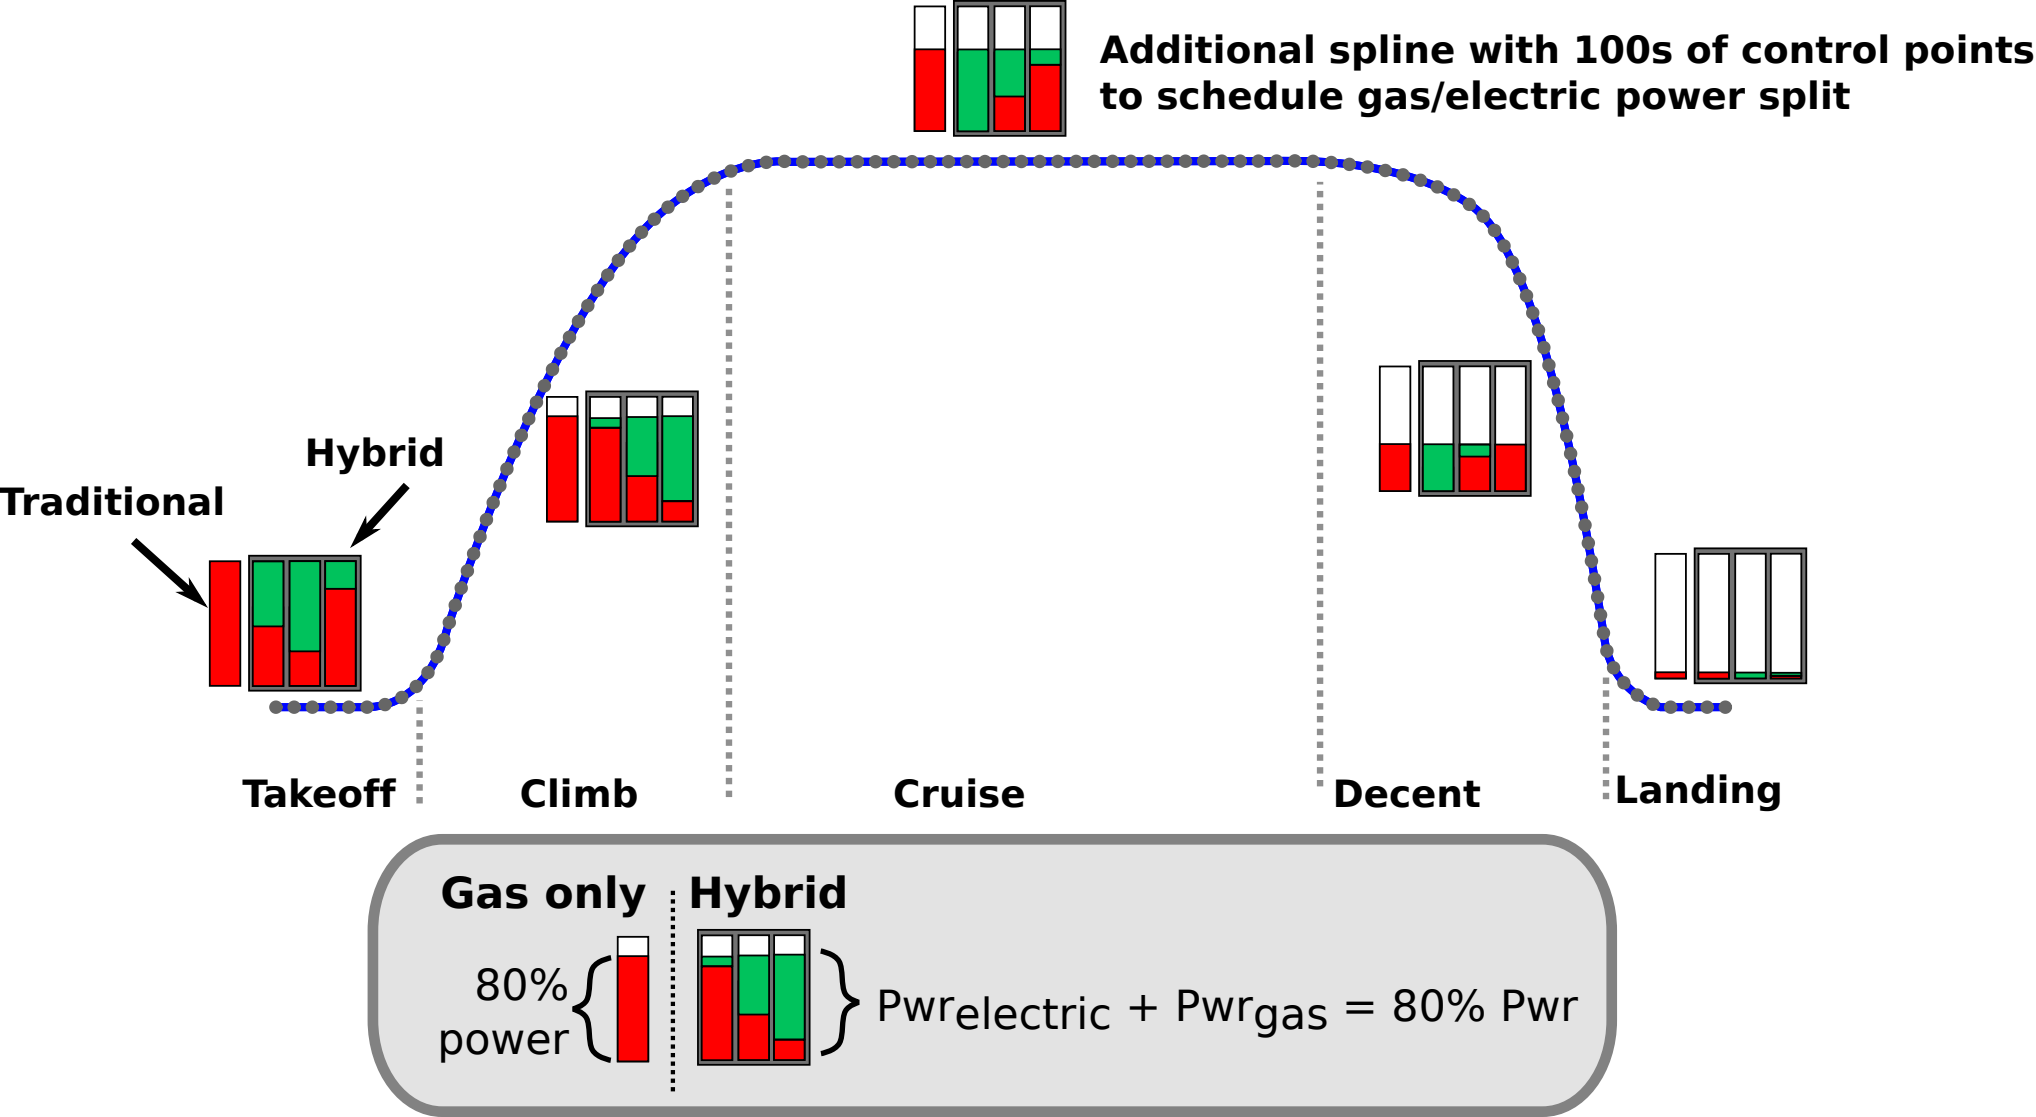 Additional spline with 100s of control points
to schedule gas/electric power split
Hybrid
Traditional
Takeoff
Climb
Cruise
Decent
Landing
Gas only
Hybrid
80%
power
Pwrelectric + Pwrgas = 80% Pwr